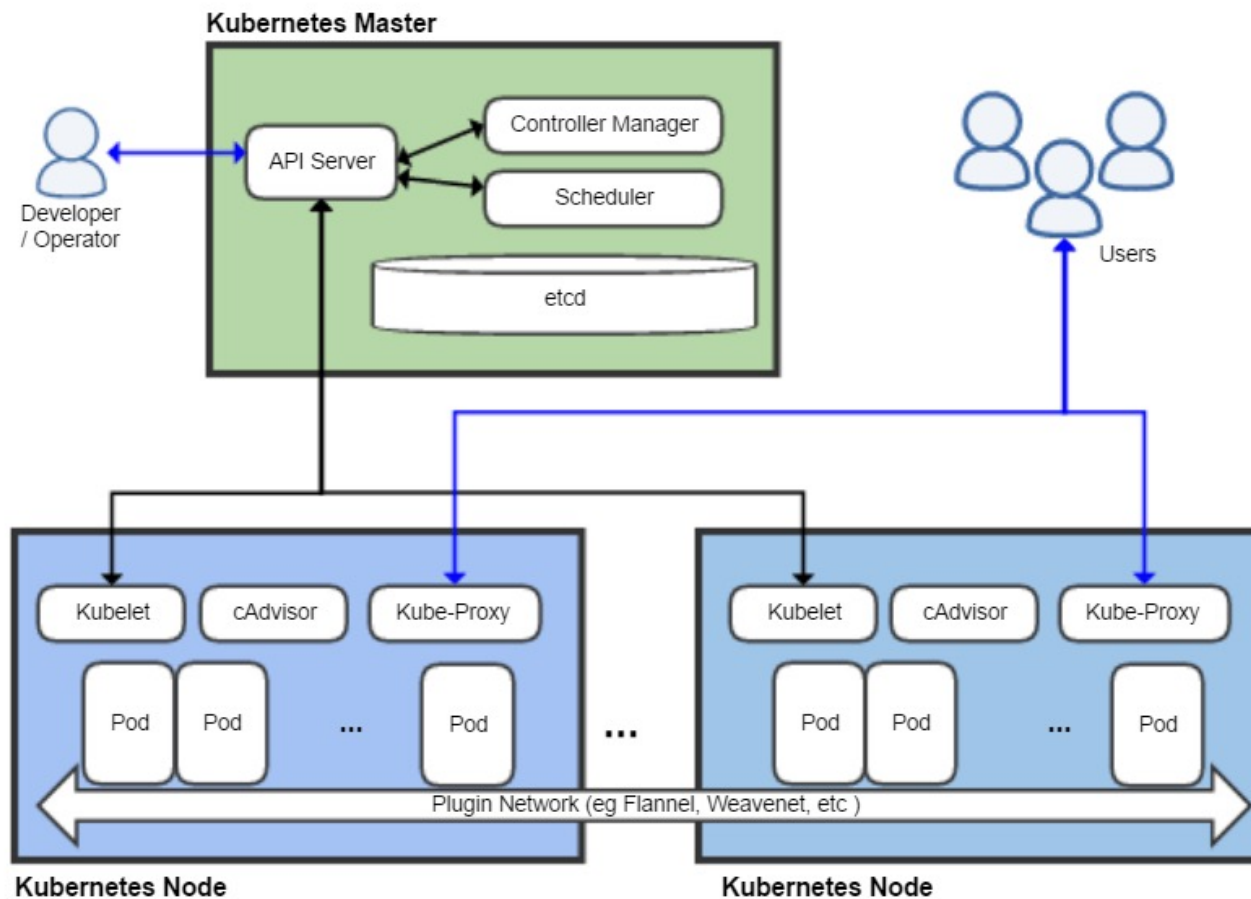 Kubernetes Master
Controller Manager
API Server
Scheduler
Developer
/ Operator
Users
etcd
Kubelet
cAdvisor
Kube-Proxy
Pod
Pod
...
Pod
...
Kubelet
cAdvisor
Kube-Proxy
Pod
Pod
...
Pod
Plugin Network (eg Flannel, Weavenet, etc )
Kubernetes Node
Kubernetes Node